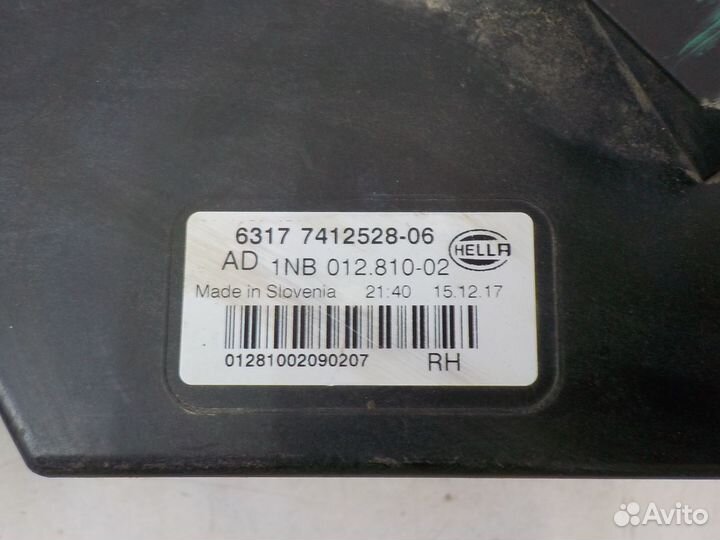 6317 7412528-06
AD 1NB 012.810-02 HELLA
Made in Slovenia 21:40 15.12.17
01281002090207 RH
Avito